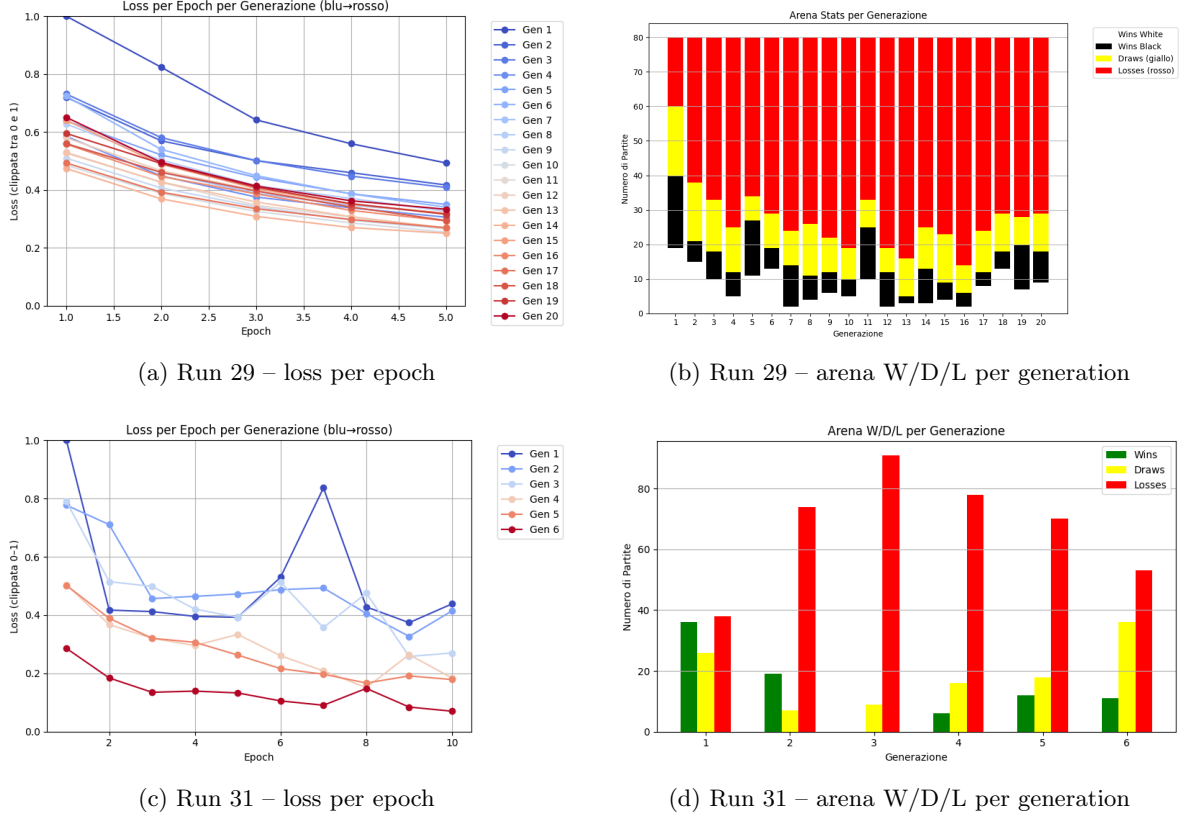 Loss per Epoch per Generazione (blu→rosso)
1.0
0.8
0.6
0.4
0.2
0.0
Loss (clippata tra 0 e 1)
1.0 1.5 2.0 2.5 3.0 3.5 4.0 4.5 5.0
Epoch
Gen 1
Gen 2
Gen 3
Gen 4
Gen 5
Gen 6
Gen 7
Gen 8
Gen 9
Gen 10
Gen 11
Gen 12
Gen 13
Gen 14
Gen 15
Gen 16
Gen 17
Gen 18
Gen 19
Gen 20
(a) Run 29 – loss per epoch
Arena Stats per Generazione
80
70
60
50
40
30
20
10
0
Numero di Partite
1 2 3 4 5 6 7 8 9 10 11 12 13 14 15 16 17 18 19 20
Generazione
Wins White
Wins Black
Draws (giallo)
Losses (rosso)
(b) Run 29 – arena W/D/L per generation
Loss per Epoch per Generazione (blu→rosso)
1.0
0.8
0.6
0.4
0.2
0.0
Loss (clippata 0–1)
2 4 6 8 10
Epoch
Gen 1
Gen 2
Gen 3
Gen 4
Gen 5
Gen 6
(c) Run 31 – loss per epoch
Arena W/D/L per Generazione
80
60
40
20
0
Numero di Partite
1 2 3 4 5 6
Generazione
Wins
Draws
Losses
(d) Run 31 – arena W/D/L per generation